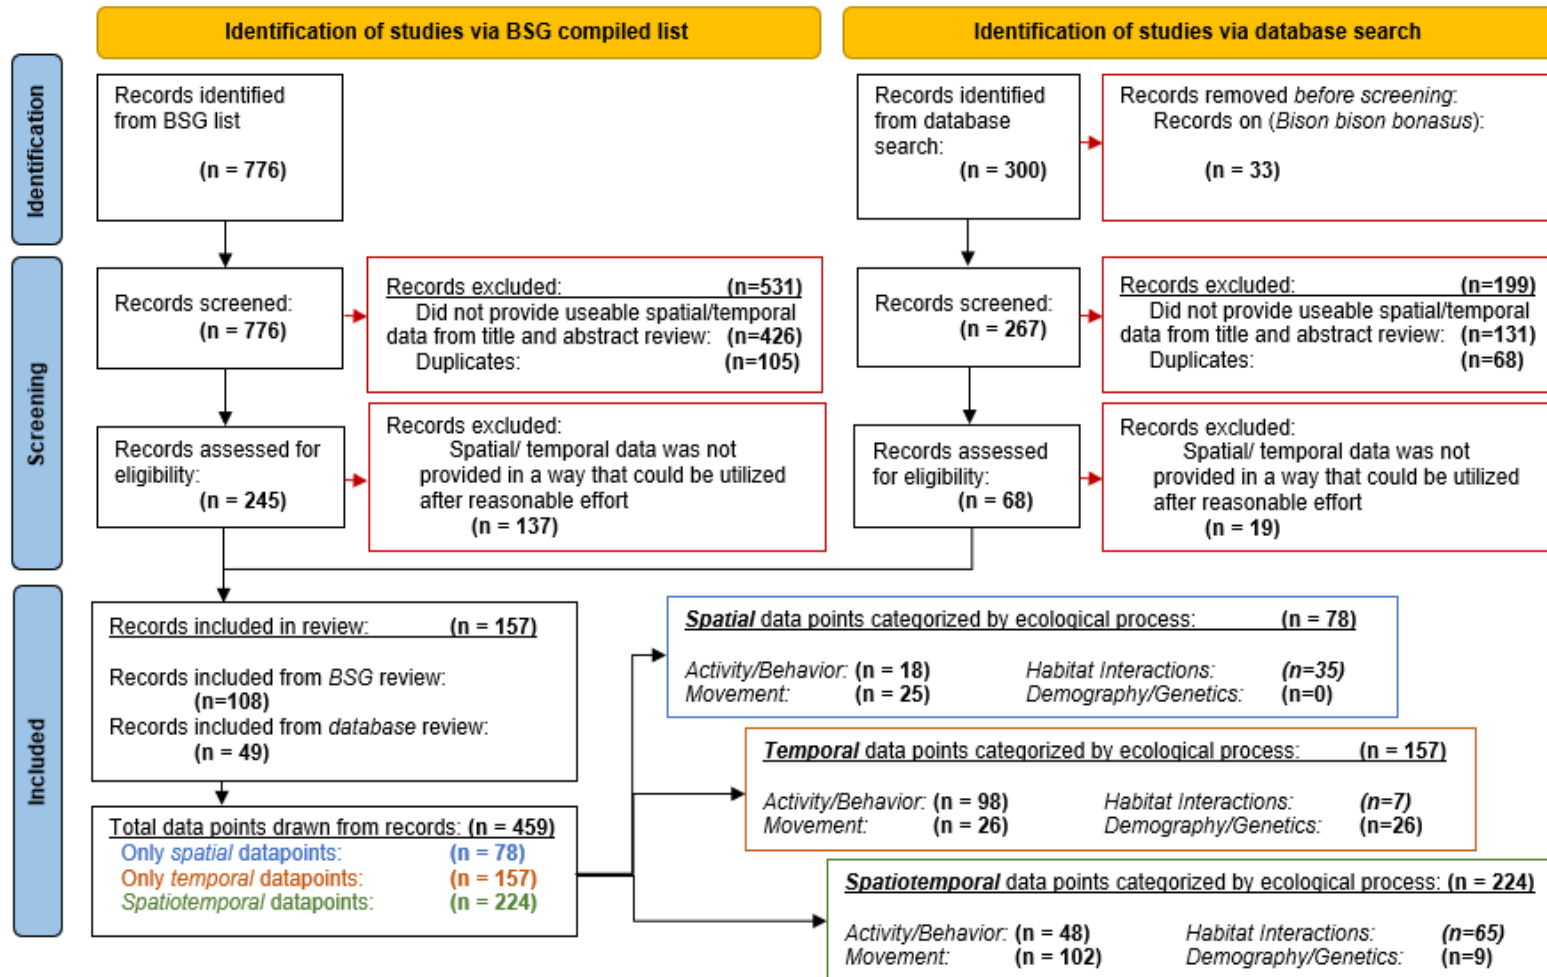 Identification of studies via BSG compiled list
Identification of studies via database search
Identification
Records identified
from BSG list
(n = 776)
Records identified
from database
search:
(n = 300)
Records removed before screening:
Records on (Bison bison bonasus):
(n = 33)
Screening
Records screened:
(n = 776)
Records excluded: (n=531)
Did not provide useable spatial/temporal
data from title and abstract review: (n=426)
Duplicates: (n=105)
Records screened:
(n = 267)
Records excluded: (n=199)
Did not provide useable spatial/temporal
data from title and abstract review: (n=131)
Duplicates: (n=68)
Records assessed for
eligibility:
(n = 245)
Records excluded:
Spatial/ temporal data was not
provided in a way that could be utilized
after reasonable effort
(n = 137)
Records assessed
for eligibility:
(n = 68)
Records excluded:
Spatial/ temporal data was not
provided in a way that could be utilized
after reasonable effort
(n = 19)
Included
Records included in review: (n = 157)
Records included from BSG review:
(n=108)
Records included from database review:
(n = 49)
Total data points drawn from records: (n = 459)
Only spatial datapoints: (n = 78)
Only temporal datapoints: (n = 157)
Spatiotemporal datapoints: (n = 224)
Spatial data points categorized by ecological process: (n = 78)
Activity/Behavior: (n = 18) Habitat Interactions: (n=35)
Movement: (n = 25) Demography/Genetics: (n=0)
Temporal data points categorized by ecological process: (n = 157)
Activity/Behavior: (n = 98) Habitat Interactions: (n=7)
Movement: (n = 26) Demography/Genetics: (n=26)
Spatiotemporal data points categorized by ecological process: (n = 224)
Activity/Behavior: (n = 48) Habitat Interactions: (n=65)
Movement: (n = 102) Demography/Genetics: (n=9)